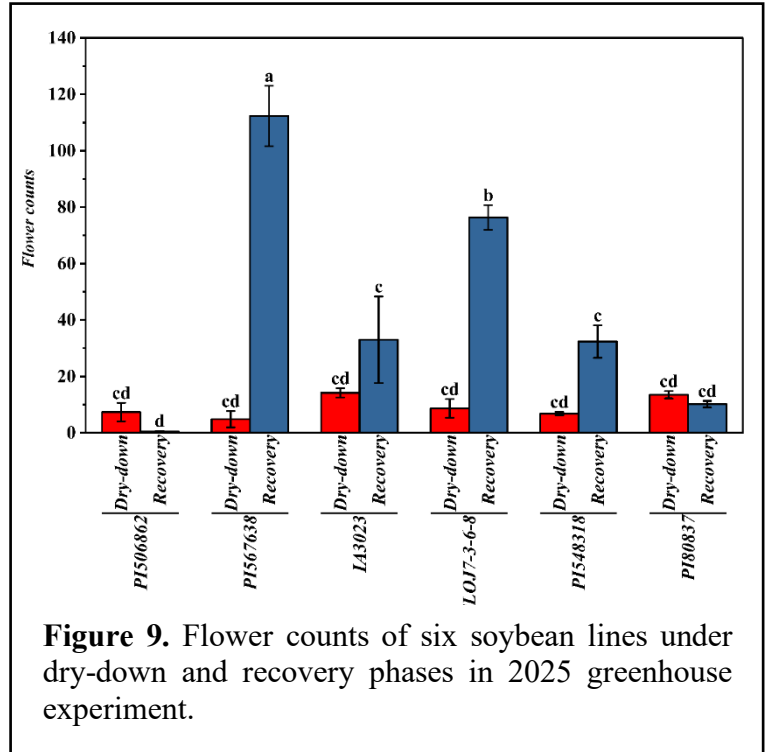 140
120
100
80
60
40
20
0
Flower counts
cd
d
cd
a
cd
c
cd
b
cd
c
cd
cd
Dry-down
Recovery
Dry-down
Recovery
Dry-down
Recovery
Dry-down
Recovery
Dry-down
Recovery
Dry-down
Recovery
PI506862
PI567638
IA3023
LOJ7-3-6-8
PI548318
PI80837
Figure 9. Flower counts of six soybean lines under
dry-down and recovery phases in 2025 greenhouse
experiment.